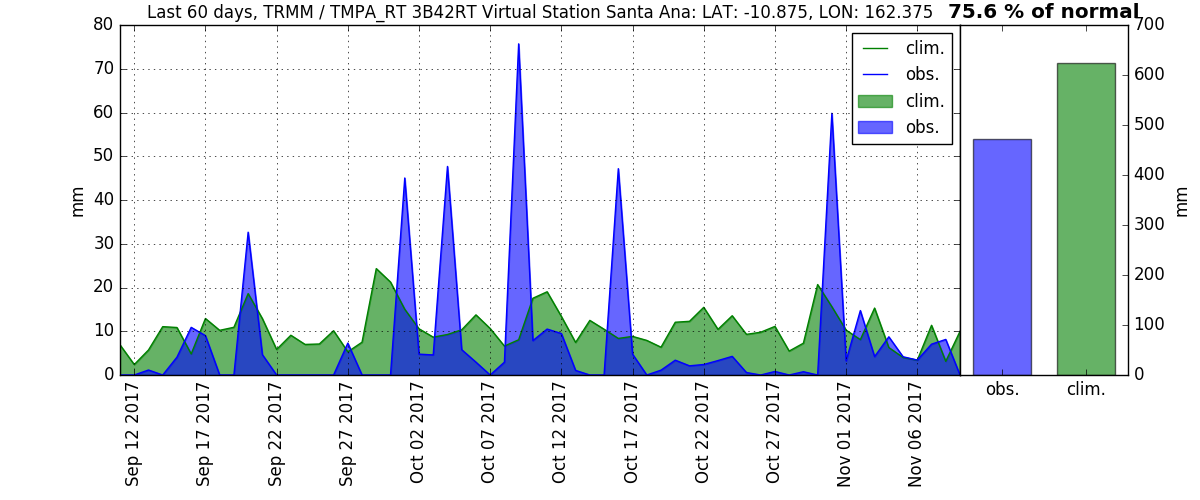 Last 60 days, TRMM / TMPA_RT 3B42RT Virtual Station Santa Ana: LAT: -10.875, LON: 162.375
75.6 % of normal
80
70
60
50
40
30
20
10
0
mm
clim.
obs.
clim.
obs.
700
600
500
400
300
200
100
0
mm
obs.
clim.
Sep 12 2017
Sep 17 2017
Sep 22 2017
Sep 27 2017
Oct 02 2017
Oct 07 2017
Oct 12 2017
Oct 17 2017
Oct 22 2017
Oct 27 2017
Nov 01 2017
Nov 06 2017